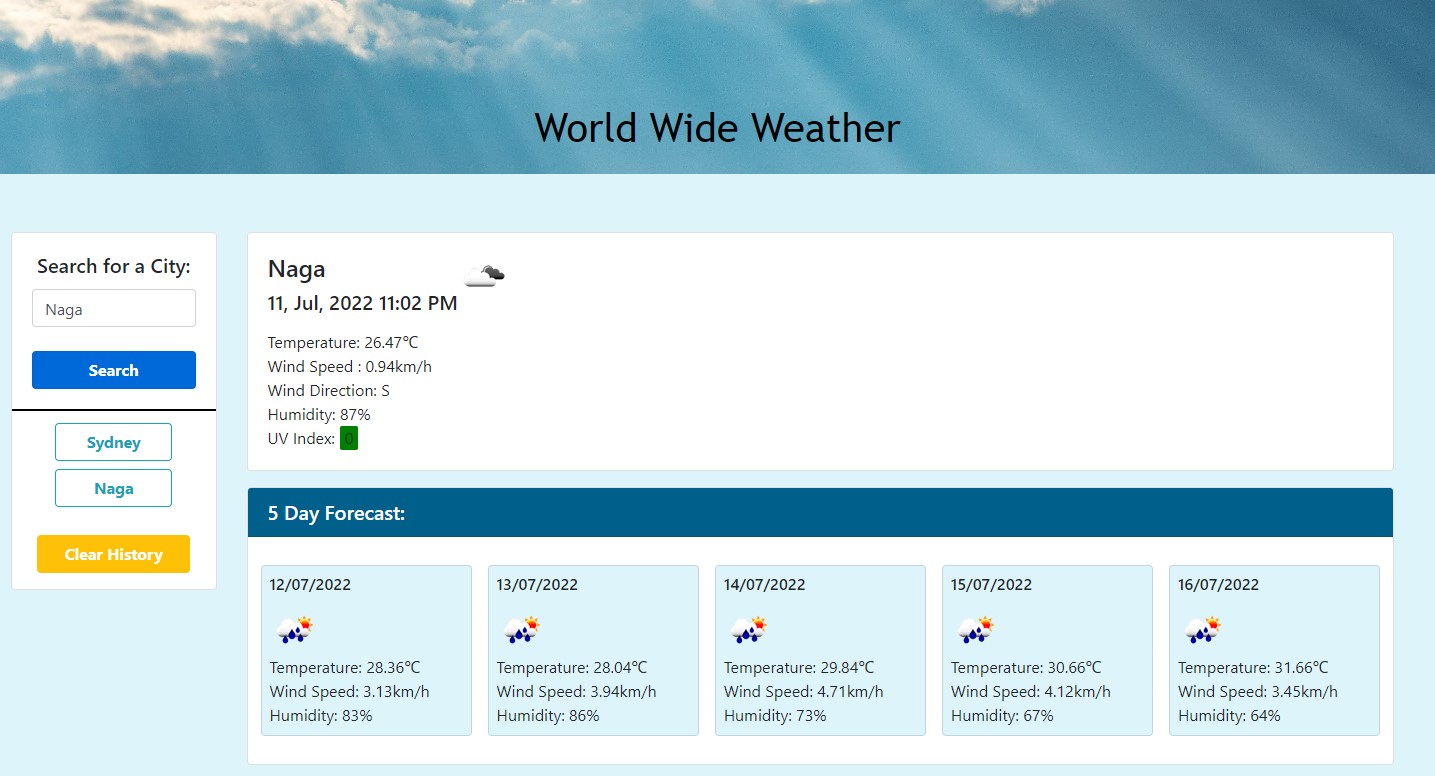 World Wide Weather
Search for a City:
Naga
Search
Sydney
Naga
Clear History
Naga
11, Jul, 2022 11:02 PM
Temperature: 26.47℃
Wind Speed : 0.94km/h
Wind Direction: S
Humidity: 87%
UV Index: 0
5 Day Forecast:
12/07/2022
Temperature: 28.36℃
Wind Speed: 3.13km/h
Humidity: 83%
13/07/2022
Temperature: 28.04℃
Wind Speed: 3.94km/h
Humidity: 86%
14/07/2022
Temperature: 29.84℃
Wind Speed: 4.71km/h
Humidity: 73%
15/07/2022
Temperature: 30.66℃
Wind Speed: 4.12km/h
Humidity: 67%
16/07/2022
Temperature: 31.66℃
Wind Speed: 3.45km/h
Humidity: 64%